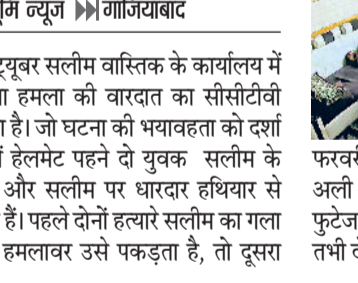 मि न्यूज ▶▶| गाजियाबाद
ट्यूबर सलीम वास्तिक के कार्यालय में
हमला की वारदात का सीसीटीवी
है। जो घटना की भयावहता को दर्शा
हेलमेट पहने दो युवक सलीम के
और सलीम पर धारदार हथियार से
हैं। पहले दोनों हत्यारे सलीम का गला
हमलावर उसे पकड़ता है, तो दूसरा
फरवरी
अली
फुटेज
तभी